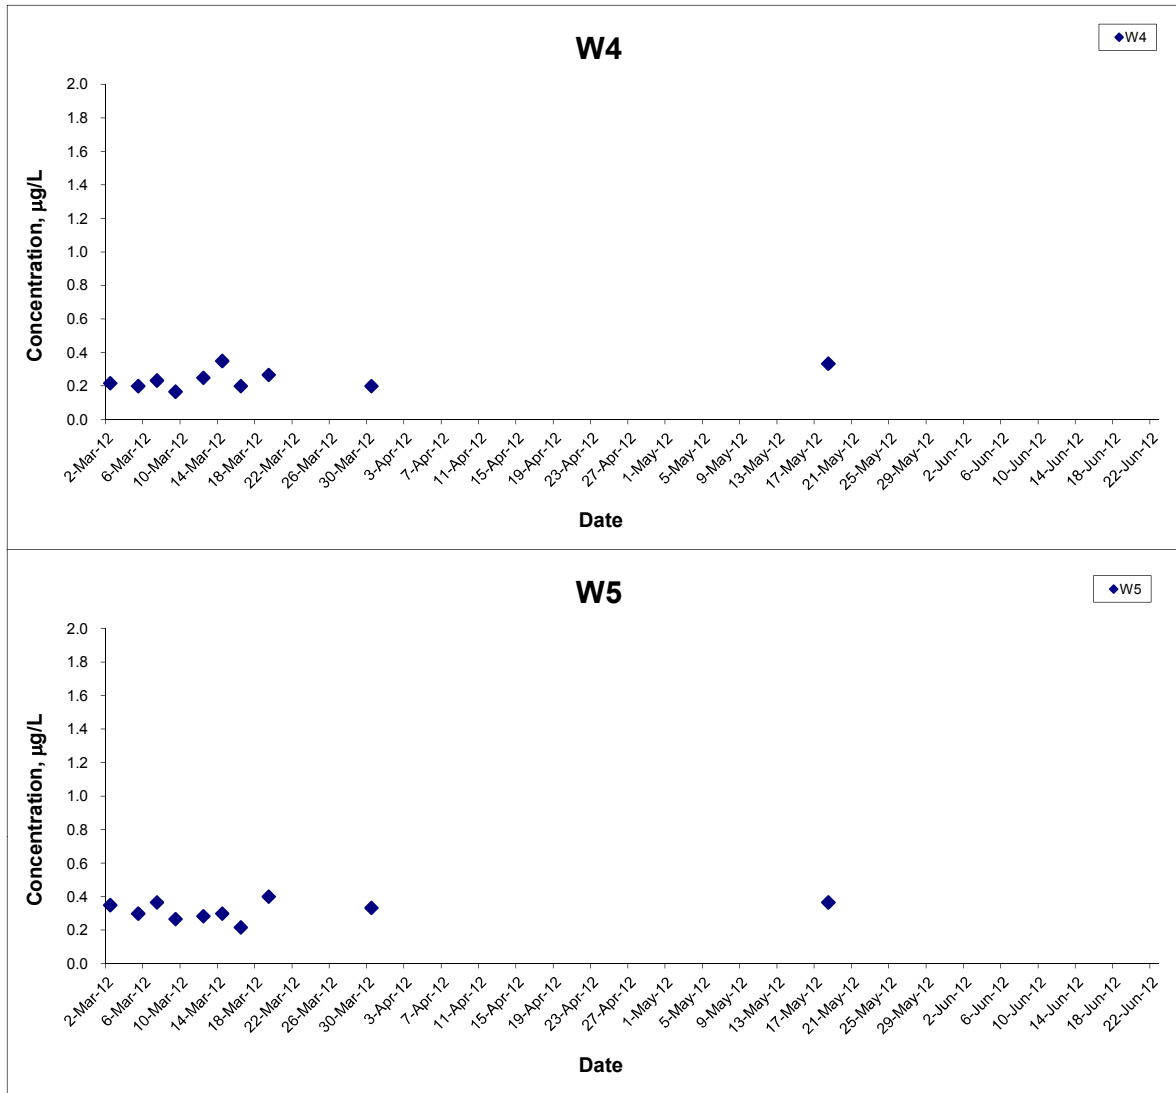 W4
W4
2.0
1.8
1.6
1.4
1.2
1.0
0.8
0.6
0.4
0.2
0.0
Concentration, µg/L
2-Mar-12
6-Mar-12
10-Mar-12
14-Mar-12
18-Mar-12
22-Mar-12
26-Mar-12
30-Mar-12
3-Apr-12
7-Apr-12
11-Apr-12
15-Apr-12
19-Apr-12
23-Apr-12
27-Apr-12
1-May-12
5-May-12
9-May-12
13-May-12
17-May-12
21-May-12
25-May-12
29-May-12
2-Jun-12
6-Jun-12
10-Jun-12
14-Jun-12
18-Jun-12
22-Jun-12
Date
W5
W5
2.0
1.8
1.6
1.4
1.2
1.0
0.8
0.6
0.4
0.2
0.0
Concentration, µg/L
2-Mar-12
6-Mar-12
10-Mar-12
14-Mar-12
18-Mar-12
22-Mar-12
26-Mar-12
30-Mar-12
3-Apr-12
7-Apr-12
11-Apr-12
15-Apr-12
19-Apr-12
23-Apr-12
27-Apr-12
1-May-12
5-May-12
9-May-12
13-May-12
17-May-12
21-May-12
25-May-12
29-May-12
2-Jun-12
6-Jun-12
10-Jun-12
14-Jun-12
18-Jun-12
22-Jun-12
Date